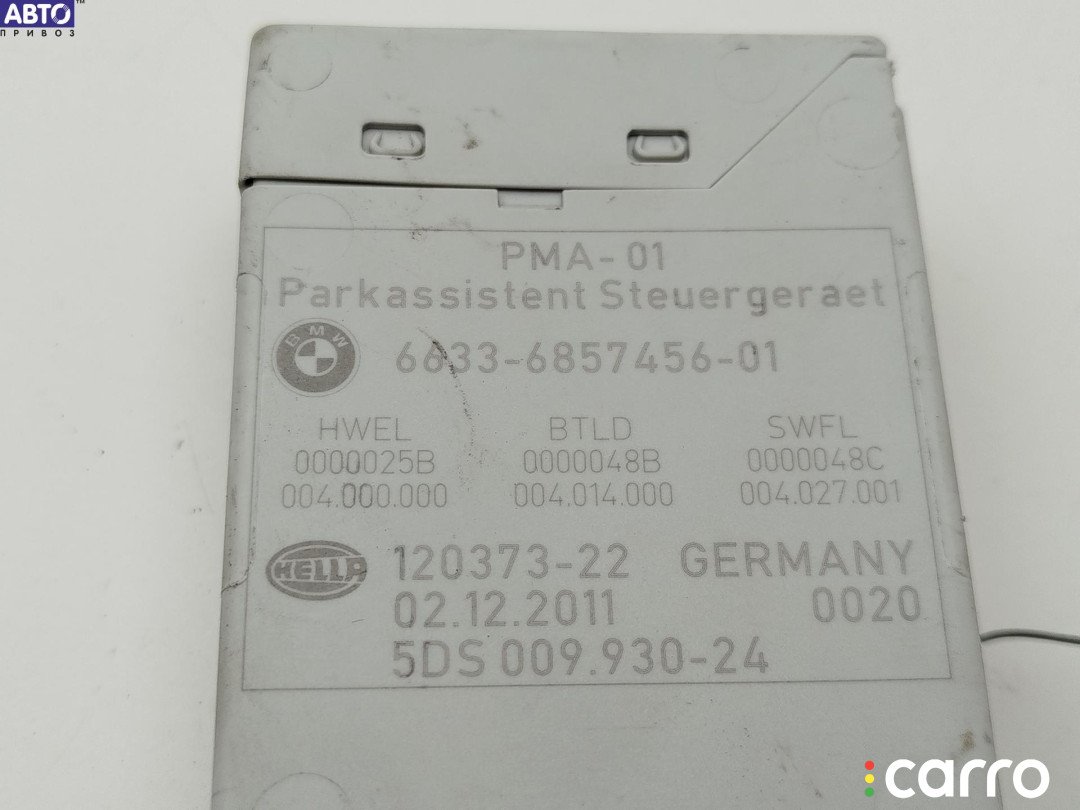 АВТО™
ПРИВОЗ
PMA-01
Parkassistent Steuergeraet
BMW
6633-6857456-01
HWEL BTLD SWFL
0000025B 0000048B 0000048C
004.000.000 004.014.000 004.027.001
HELLA 120373-22 GERMANY
02.12.2011 0020
5DS 009.930-24
carro